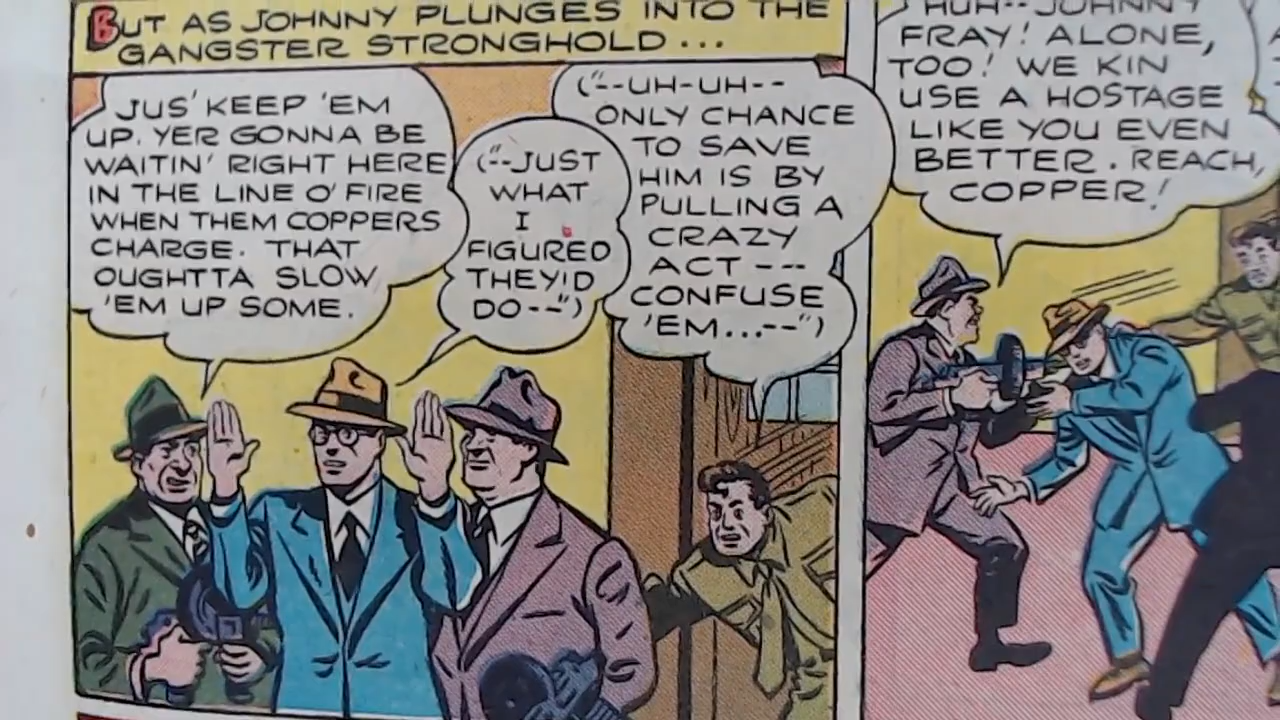 BUT AS JOHNNY PLUNGES INTO THE
GANGSTER STRONGHOLD...
JUS' KEEP 'EM
UP. YER GONNA BE
WAITIN' RIGHT HERE
IN THE LINE O' FIRE
WHEN THEM COPPERS
CHARGE. THAT
OUGHTTA SLOW
'EM UP SOME.
("--JUST
WHAT
I
FIGURED
THEY'D
DO--")
("--UH-UH--
ONLY CHANCE
TO SAVE
HIM IS BY
PULLING A
CRAZY
ACT---
CONFUSE
'EM...--")
HUH--JOHNNY
FRAY! ALONE,
TOO! WE KIN
USE A HOSTAGE
LIKE YOU EVEN
BETTER. REACH,
COPPER!